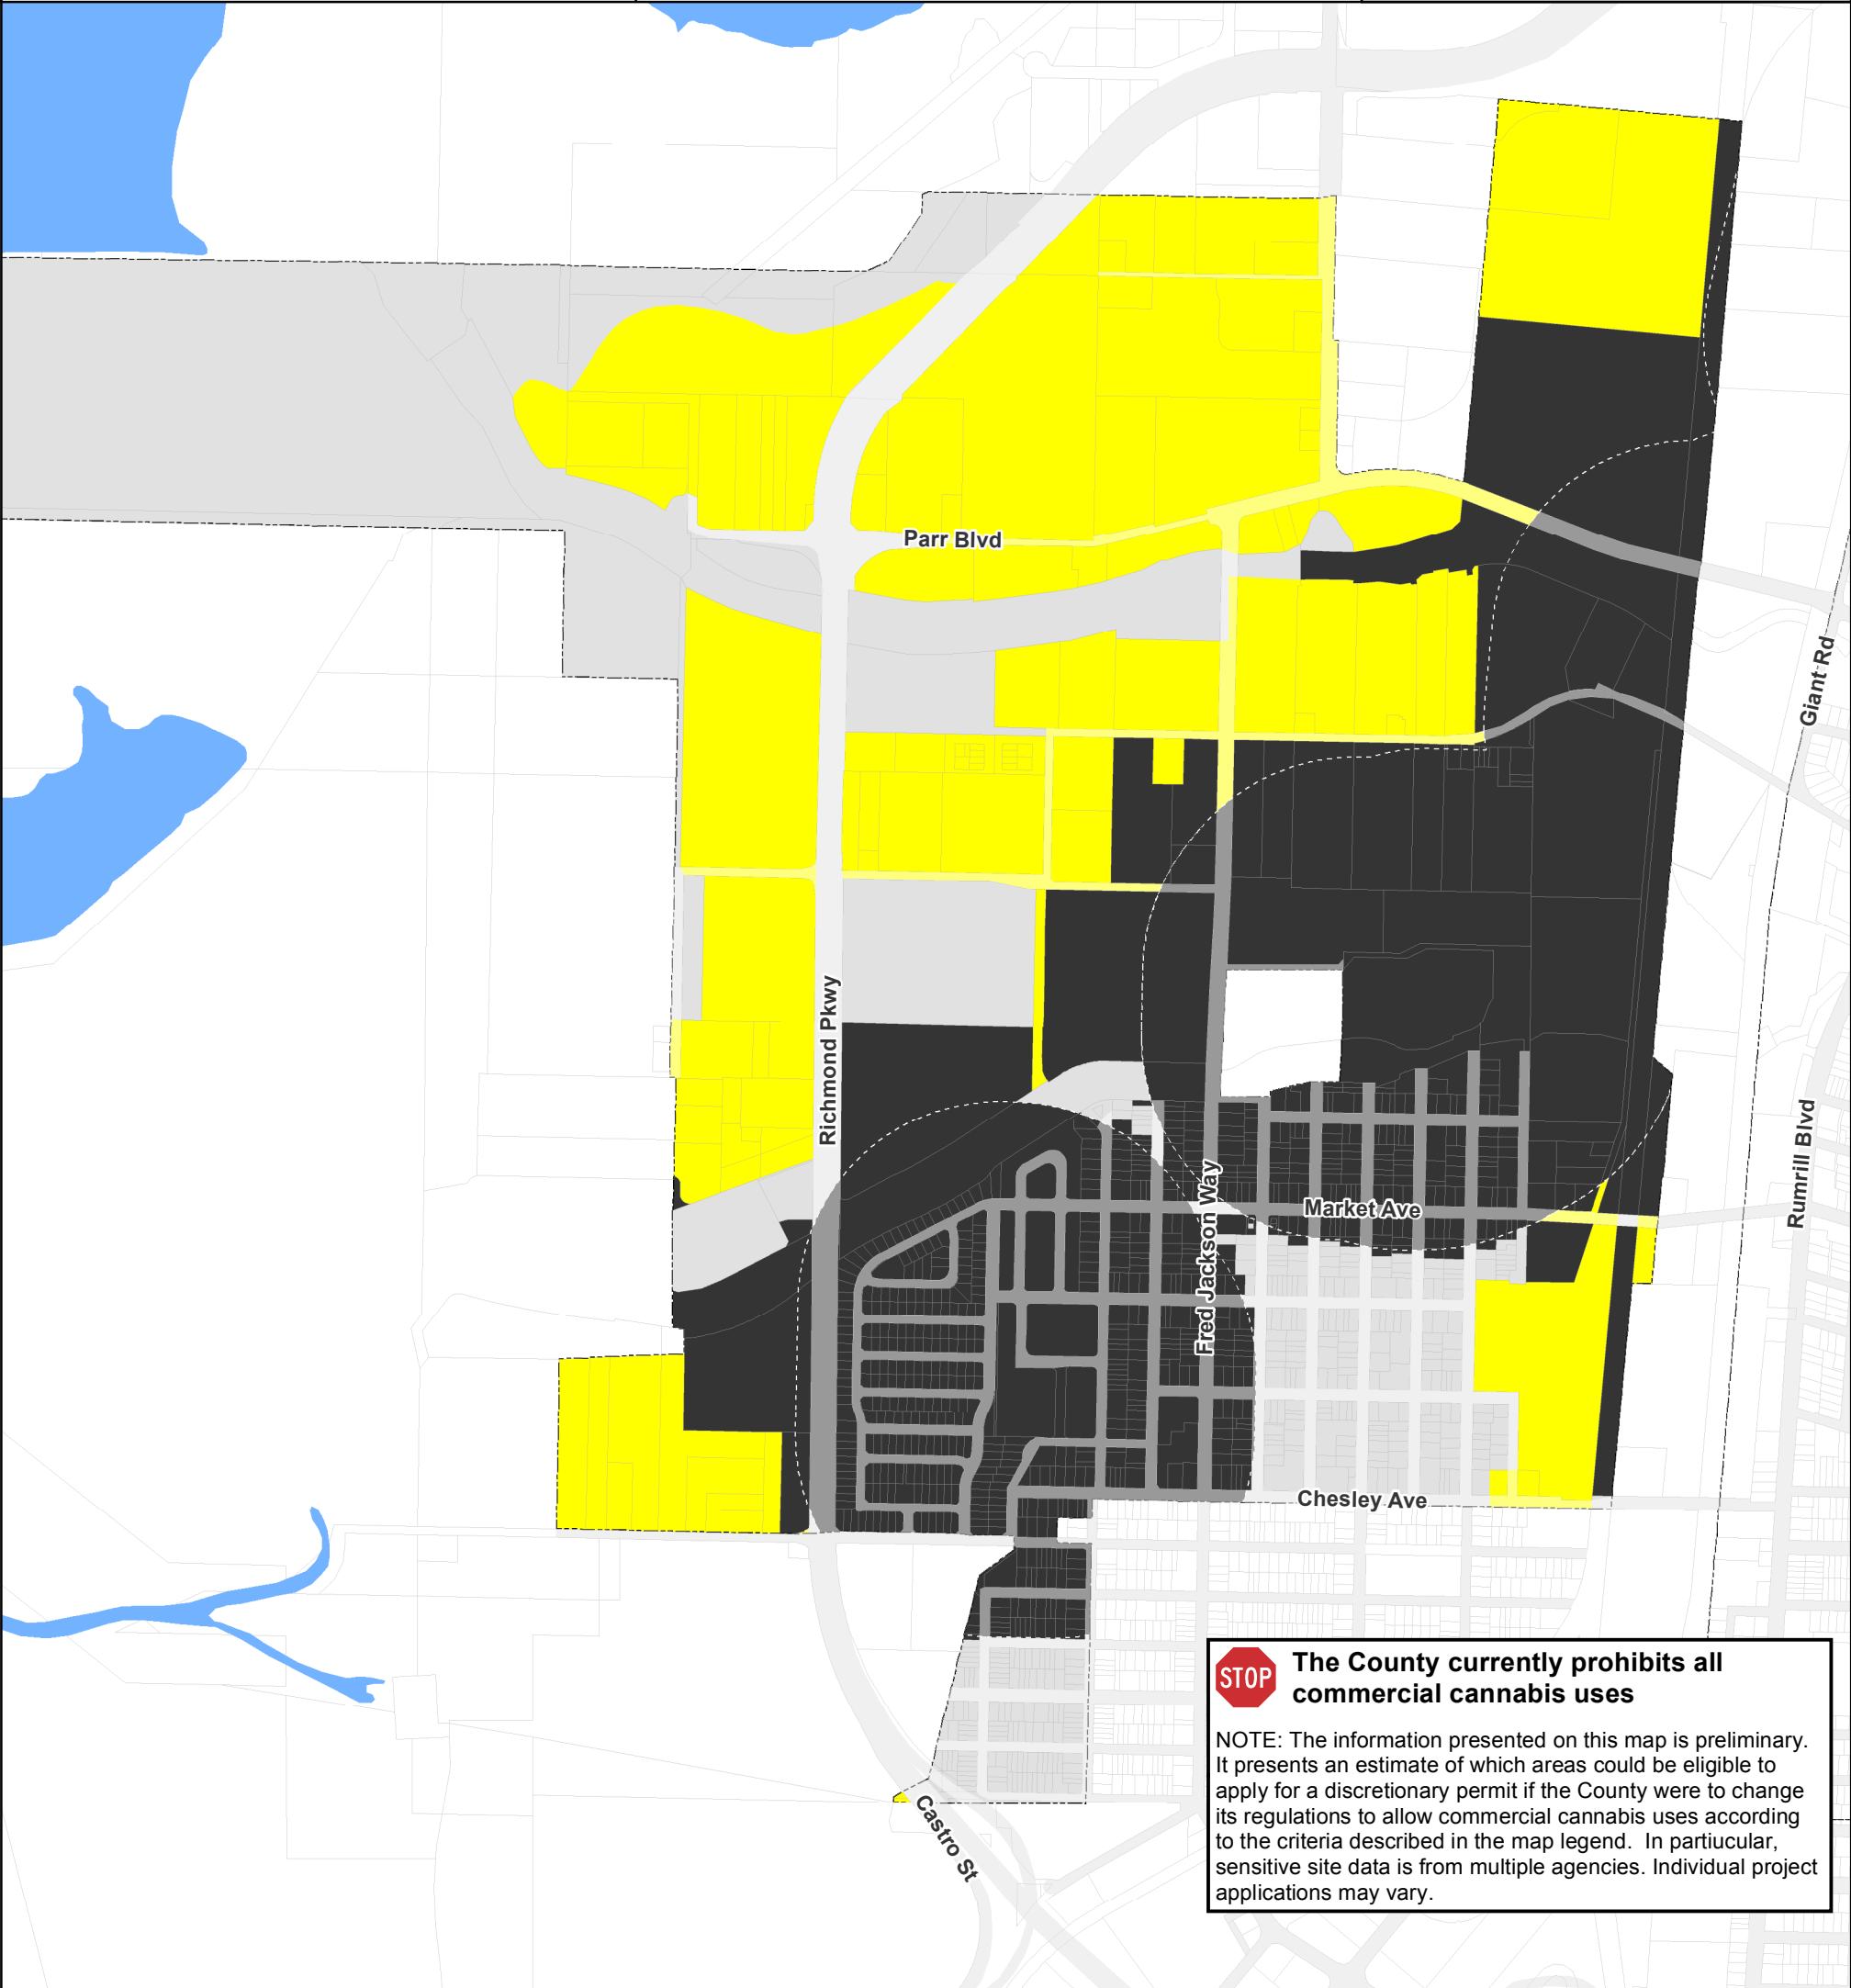 Parr Blvd
Giant Rd
Richmond Pkwy
Rumrill Blvd
Fred Jackson Way
Market Ave
Chesley Ave
Castro St
STOP
The County currently prohibits all
commercial cannabis uses
NOTE: The information presented on this map is preliminary.
It presents an estimate of which areas could be eligible to
apply for a discretionary permit if the County were to change
its regulations to allow commercial cannabis uses according
to the criteria described in the map legend.  In partiucular,
sensitive site data is from multiple agencies. Individual project
applications may vary.